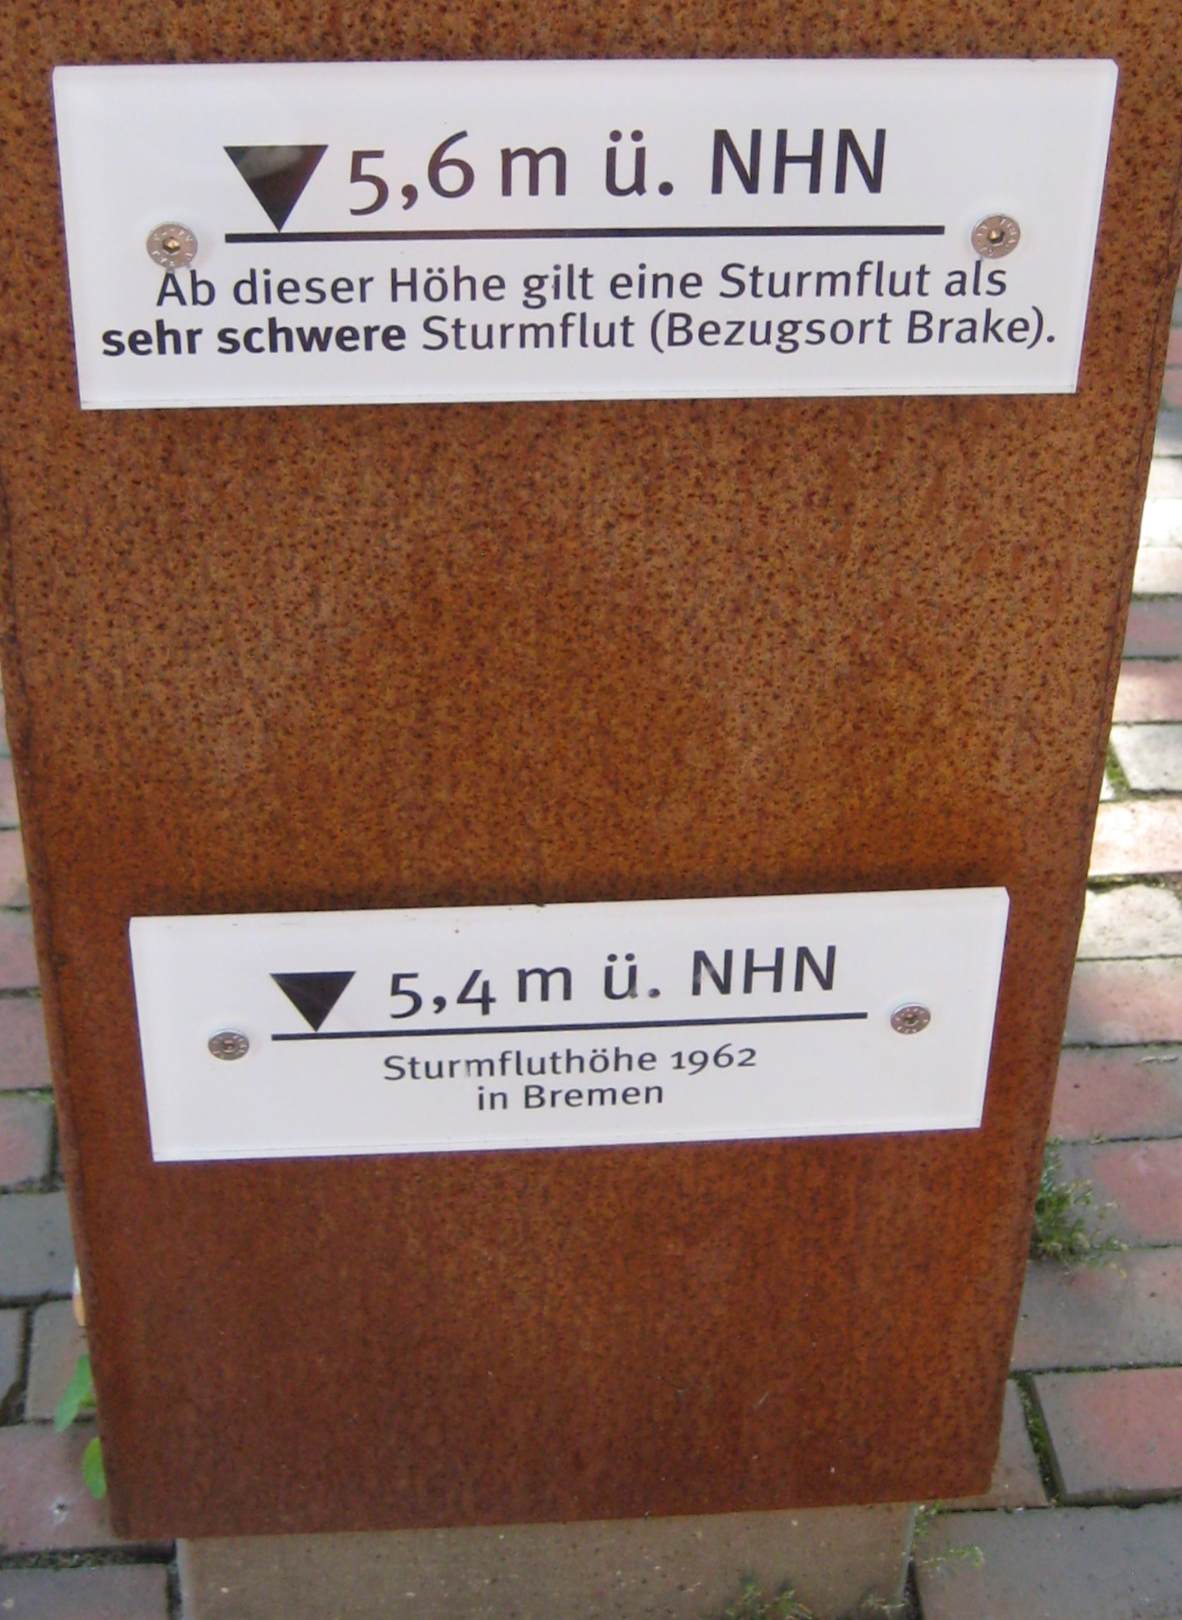 5,6 m ü. NHN
Ab dieser Höhe gilt eine Sturmflut als
sehr schwere Sturmflut (Bezugsort Brake).
5,4 m ü. NHN
Sturmfluthöhe 1962
in Bremen